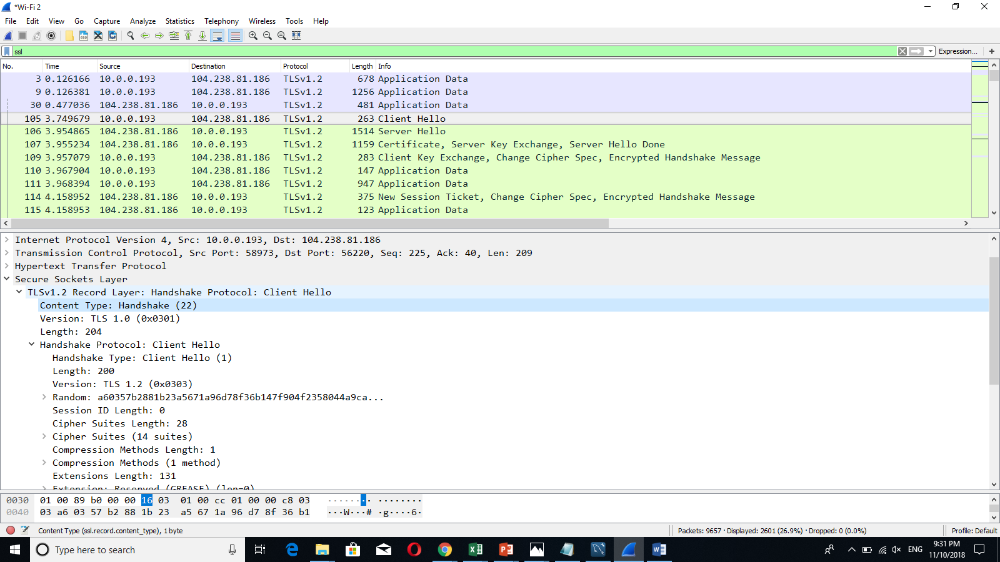 *Wi-Fi 2
File Edit View Go Capture Analyze Statistics Telephony Wireless Tools Help
ssl Expression... +
No. Time Source Destination Protocol Length Info
3 0.126166 10.0.0.193 104.238.81.186 TLSv1.2 678 Application Data
9 0.126381 10.0.0.193 104.238.81.186 TLSv1.2 1256 Application Data
30 0.477036 104.238.81.186 10.0.0.193 TLSv1.2 481 Application Data
105 3.749679 10.0.0.193 104.238.81.186 TLSv1.2 263 Client Hello
106 3.954865 104.238.81.186 10.0.0.193 TLSv1.2 1514 Server Hello
107 3.955234 104.238.81.186 10.0.0.193 TLSv1.2 1159 Certificate, Server Key Exchange, Server Hello Done
109 3.957079 10.0.0.193 104.238.81.186 TLSv1.2 283 Client Key Exchange, Change Cipher Spec, Encrypted Handshake Message
110 3.967904 10.0.0.193 104.238.81.186 TLSv1.2 147 Application Data
111 3.968394 10.0.0.193 104.238.81.186 TLSv1.2 947 Application Data
114 4.158952 104.238.81.186 10.0.0.193 TLSv1.2 375 New Session Ticket, Change Cipher Spec, Encrypted Handshake Message
115 4.158953 104.238.81.186 10.0.0.193 TLSv1.2 123 Application Data
Internet Protocol Version 4, Src: 10.0.0.193, Dst: 104.238.81.186
Transmission Control Protocol, Src Port: 58973, Dst Port: 56220, Seq: 225, Ack: 40, Len: 209
Hypertext Transfer Protocol
Secure Sockets Layer
TLSv1.2 Record Layer: Handshake Protocol: Client Hello
Content Type: Handshake (22)
Version: TLS 1.0 (0x0301)
Length: 204
Handshake Protocol: Client Hello
Handshake Type: Client Hello (1)
Length: 200
Version: TLS 1.2 (0x0303)
Random: a60357b2881b23a5671a96d78f36b147f904f2358044a9ca...
Session ID Length: 0
Cipher Suites Length: 28
Cipher Suites (14 suites)
Compression Methods Length: 1
Compression Methods (1 method)
Extensions Length: 131
Extension: Reserved (GREASE) (len=0)
0030 01 00 89 b0 00 00 16 03 01 00 cc 01 00 00 c8 03 ········ ········
0040 03 a6 03 57 b2 88 1b 23 a5 67 1a 96 d7 8f 36 b1 ···W···# ·g····6·
Content Type (ssl.record.content_type), 1 byte Packets: 9657 · Displayed: 2601 (26.9%) · Dropped: 0 (0.0%) Profile: Default
Type here to search ENG 9:31 PM
11/10/2018